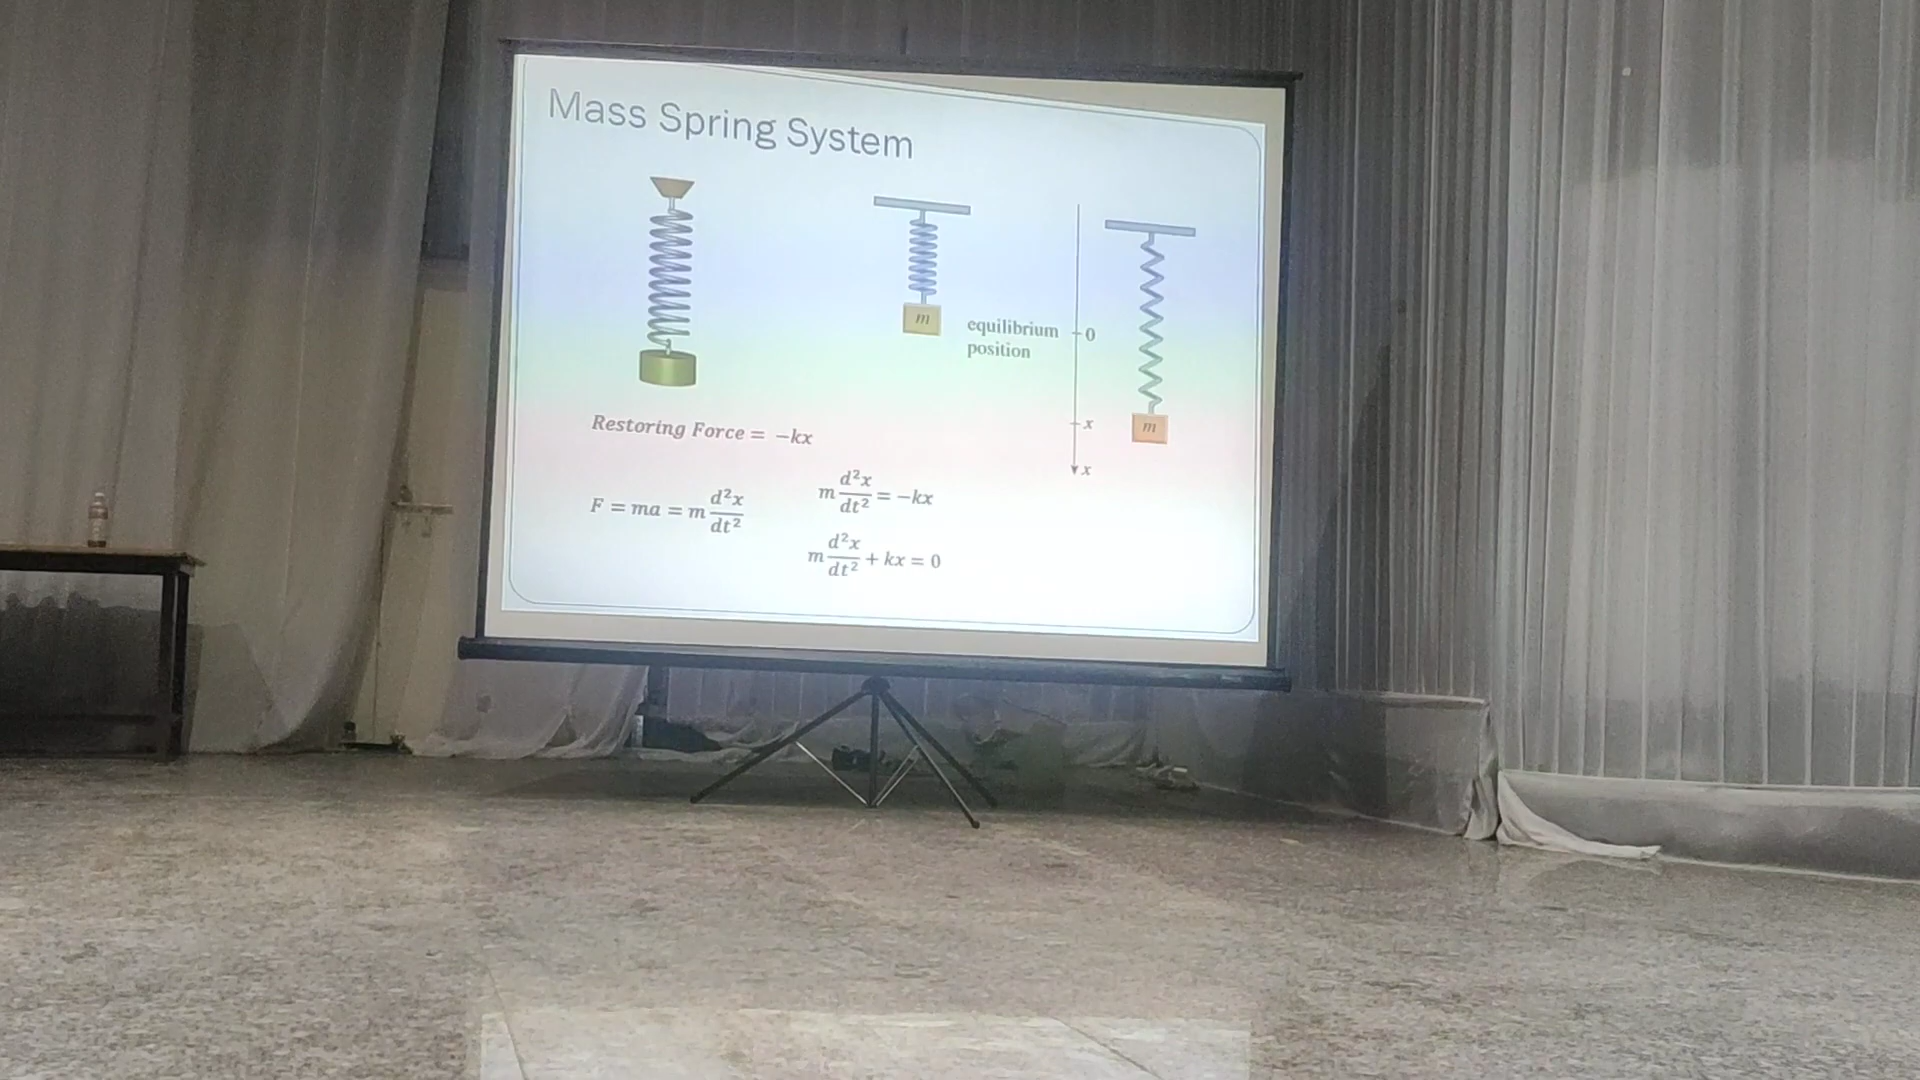 Mass Spring System
m
equilibrium
position
0
x
x
m
Restoring Force = −kx
F = ma = m d²x/dt²
m d²x/dt² = −kx
m d²x/dt² + kx = 0